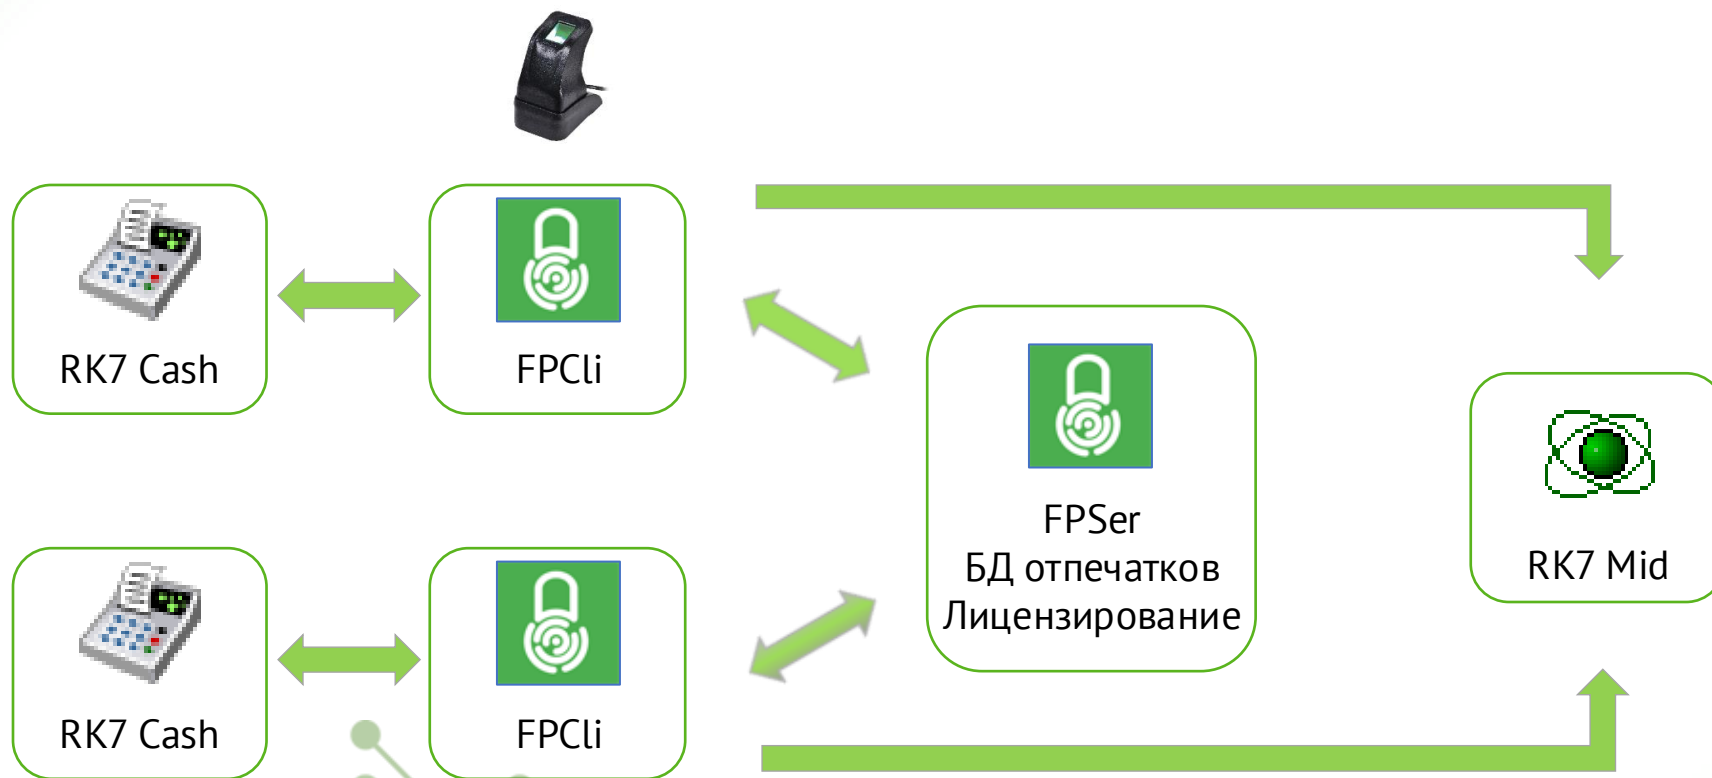 RK7 Cash
FPCli
FPSer
БД отпечатков
Лицензирование
RK7 Mid
RK7 Cash
FPCli